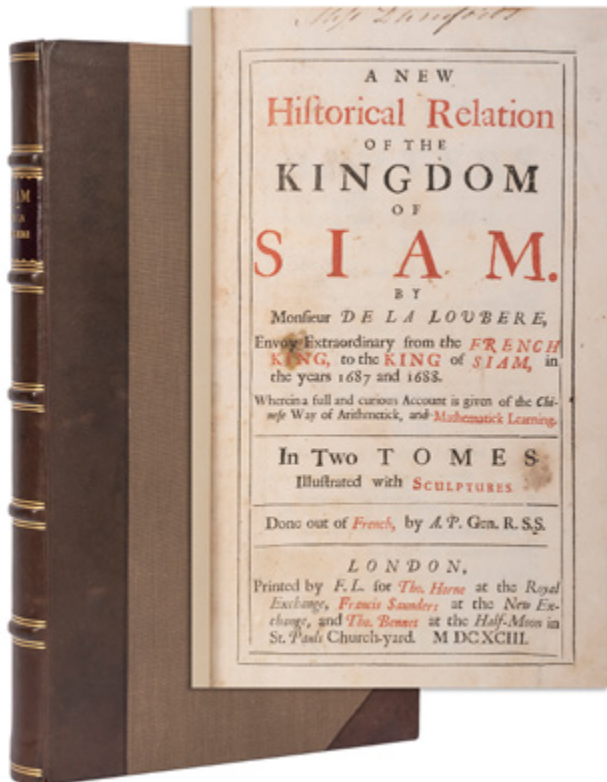 A NEW
Hiſtorical Relation
OF THE
KINGDOM
OF
SIAM.
BY
Monſieur DE LA LOUBERE,
Envoy Extraordinary from the FRENCH
KING, to the KING of SIAM, in
the years 1687 and 1688.
Wherein a full and curious Account is given of the Chi-
neſe Way of Arithmetick, and Mathematick Learning.
In Two TOMES
Illuſtrated with SCULPTURES.
Done out of French, by A. P. Gen. R. S. S.
LONDON,
Printed by F. L. for Tho. Horne at the Royal
Exchange, Francis Saunders at the New Ex-
change, and Tho. Bennet at the Half-Moon in
St. Pauls Church-yard. M DCXCIII.